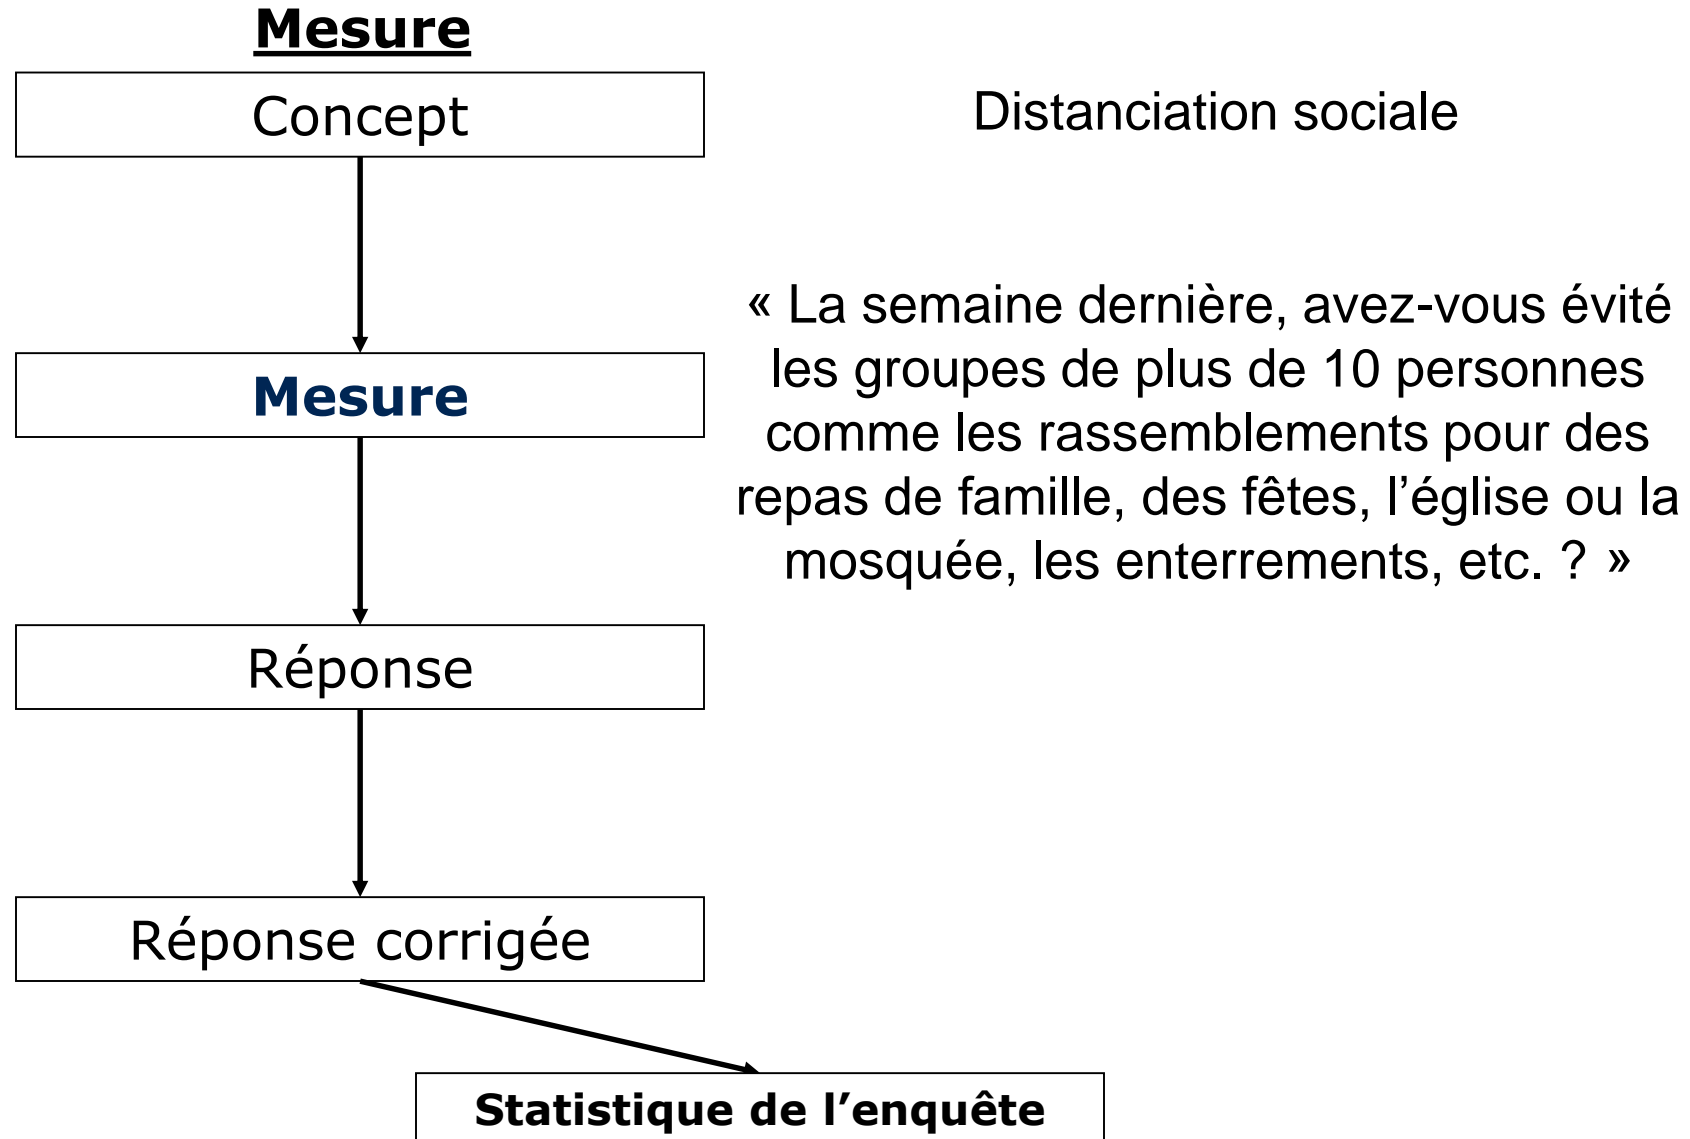 Mesure
Concept
Distanciation sociale
« La semaine dernière, avez-vous évité
les groupes de plus de 10 personnes
comme les rassemblements pour des
repas de famille, des fêtes, l’église ou la
mosquée, les enterrements, etc. ? »
Mesure
Réponse
Réponse corrigée
Statistique de l’enquête